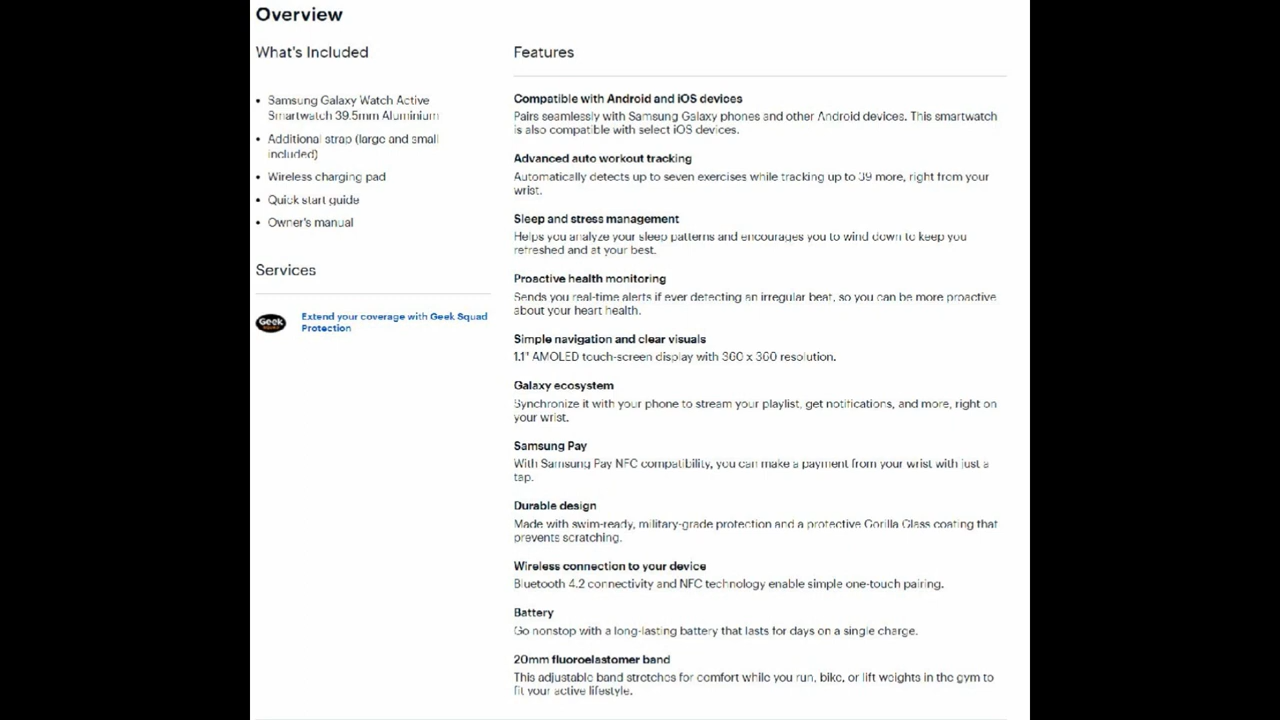 Overview
What's Included
Samsung Galaxy Watch Active
Smartwatch 39.5mm Aluminium
Additional strap (large and small
included)
Wireless charging pad
Quick start guide
Owner's manual
Services
Geek
Extend your coverage with Geek Squad
Protection
Features
Compatible with Android and iOS devices
Pairs seamlessly with Samsung Galaxy phones and other Android devices. This smartwatch
is also compatible with select iOS devices.
Advanced auto workout tracking
Automatically detects up to seven exercises while tracking up to 39 more, right from your
wrist.
Sleep and stress management
Helps you analyze your sleep patterns and encourages you to wind down to keep you
refreshed and at your best.
Proactive health monitoring
Sends you real-time alerts if ever detecting an irregular beat, so you can be more proactive
about your heart health.
Simple navigation and clear visuals
1.1" AMOLED touch-screen display with 360 x 360 resolution.
Galaxy ecosystem
Synchronize it with your phone to stream your playlist, get notifications, and more, right on
your wrist.
Samsung Pay
With Samsung Pay NFC compatibility, you can make a payment from your wrist with just a
tap.
Durable design
Made with swim-ready, military-grade protection and a protective Gorilla Glass coating that
prevents scratching.
Wireless connection to your device
Bluetooth 4.2 connectivity and NFC technology enable simple one-touch pairing.
Battery
Go nonstop with a long-lasting battery that lasts for days on a single charge.
20mm fluoroelastomer band
This adjustable band stretches for comfort while you run, bike, or lift weights in the gym to
fit your active lifestyle.